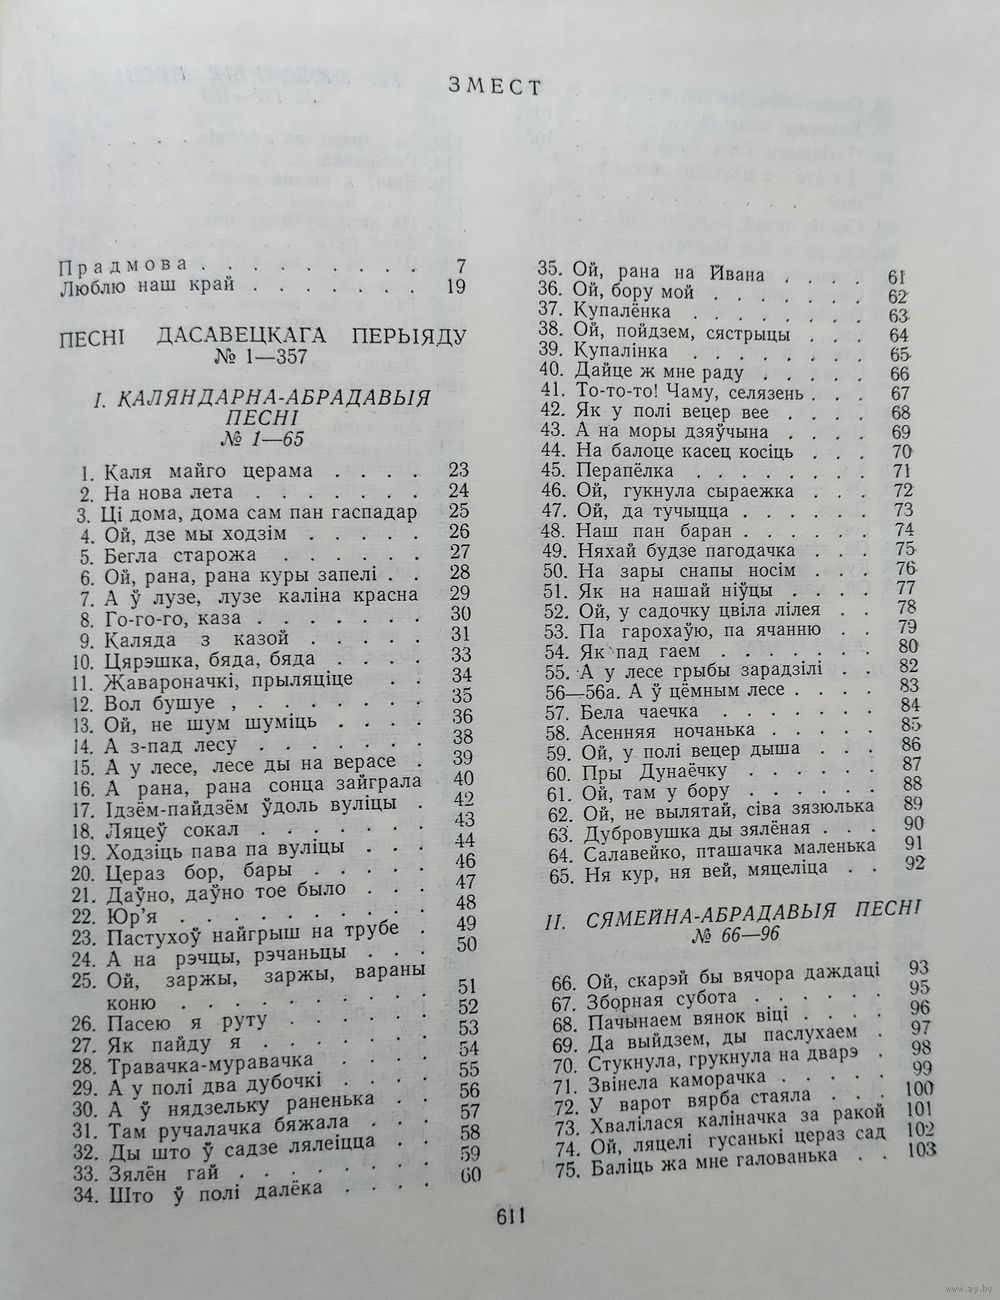 ЗМЕСТ
Прадмова . . . . . . . . . 7
Люблю наш край . . . . . . . 19
ПЕСНІ ДАСАВЕЦКАГА ПЕРЫЯДУ
№ 1—357
I. КАЛЯНДАРНА-АБРАДАВЫЯ
ПЕСНІ
№ 1—65
1. Каля майго церама . . . . 23
2. На нова лета . . . . . . . 24
3. Ці дома, дома сам пан гаспадар 25
4. Ой, дзе мы ходзім . . . . . 26
5. Бегла старожа . . . . . . 27
6. Ой, рана, рана куры запелі . . 28
7. А ў лузе, лузе каліна красна 29
8. Го-го-го, каза . . . . . . . 30
9. Каляда з казой . . . . . 31
10. Цярэшка, бяда, бяда . . . . 33
11. Жавароначкі, прыляціце . . 34
12. Вол бушуе , . . . . . . . 35
13. Ой, не шум шуміць . . . . 36
14. А з-пад лесу . . . . . . . 38
15. А у лесе, лесе ды на верасе . 39
16. А рана, рана сонца зайграла 40
17. Ідзём-пайдзём ўдоль вуліцы . 42
18. Ляцеў сокал . . . . . . . 43
19. Ходзіць пава па вуліцы . . . 44
20. Цераз бор, бары . . . . . 46
21. Даўно, даўно тое было . . . 47
22. Юр’я . . . . . . . . . 48
23. Пастухоў найгрыш на трубе . 49
24. А на рэчцы, рэчаньцы . . . 50
25. Ой, заржы, заржы, вараны
коню . . . . . . . . . 51
26. Пасею я руту . . . . . . 52
27. Як пайду я . . . . . . . 53
28. Травачка-муравачка . . . . 54
29. А у полі два дубочкі . . . . 55
30. А ў нядзельку раненька . . 56
31. Там ручалачка бяжала . . . 57
32. Ды што ў садзе лялеіцца . . 58
33. Зялён гай . . . . . . . 59
34. Што ў полі далёка . . . . 60
35. Ой, рана на Йвана . . . . 61
36. Ой, бору мой . . . . . . . 62
37. Купалёнка . . . . . . . . 63
38. Ой, пойдзем, сястрыцы . . . 64
39. Купалінка . . . . . . . . 65
40. Дайце ж мне раду . . . . . 66
41. То-то-то! Чаму, селязень . . . 67
42. Як у полі вецер вее . . . . 68
43. А на моры дзяўчына . . . . 69
44. На балоце касец косіць . . . 70
45. Перапёлка . . . . . . . . 71
46. Ой, гукнула сыраежка . . . 72
47. Ой, да тучыцца . . . . . . 73
48. Наш пан баран . . . . . . 74
49. Няхай будзе пагодачка . . . 75
50. На зары снапы носім . . . 76
51. Як на нашай ніўцы . . . . 77
52. Ой, у садочку цвіла лілея . . 78
53. Па гарохаўю, па ячанню . . 79
54. Як пад гаем . . . . . . . 80
55. А у лесе грыбы зарадзілі . . 82
56—56а. А ў цёмным лесе . . . . 83
57. Бела чаечка . . . . . . . 84
58. Асенняя ночанька . . . . . 85
59. Ой, у полі вецер дыша . . . 86
60. Пры Дунаёчку . . . . . . 87
61. Ой, там у бору . . . . . . 88
62. Ой, не вылятай, сіва зязюлька 89
63. Дубровушка ды зялёная . . . 90
64. Салавейко, пташачка маленька 91
65. Ня кур, ня вей, мяцеліца . . 92
II. СЯМЕЙНА-АБРАДАВЫЯ ПЕСНІ
№ 66—96
66. Ой, скарэй бы вячора даждаці 93
67. Зборная субота . . . . . . 95
68. Пачынаем вянок віці . . . . 96
69. Да выйдзем, ды паслухаем . 97
70. Стукнула, грукнула на дварэ . 98
71. Звінела каморачка . . . . . 99
72. У варот вярба стаяла . . . 100
73. Хвалілася каліначка за ракой 101
74. Ой, ляцелі гусанькі цераз сад 102
75. Баліць жа мне галованька . . 103
611
www.ay.by